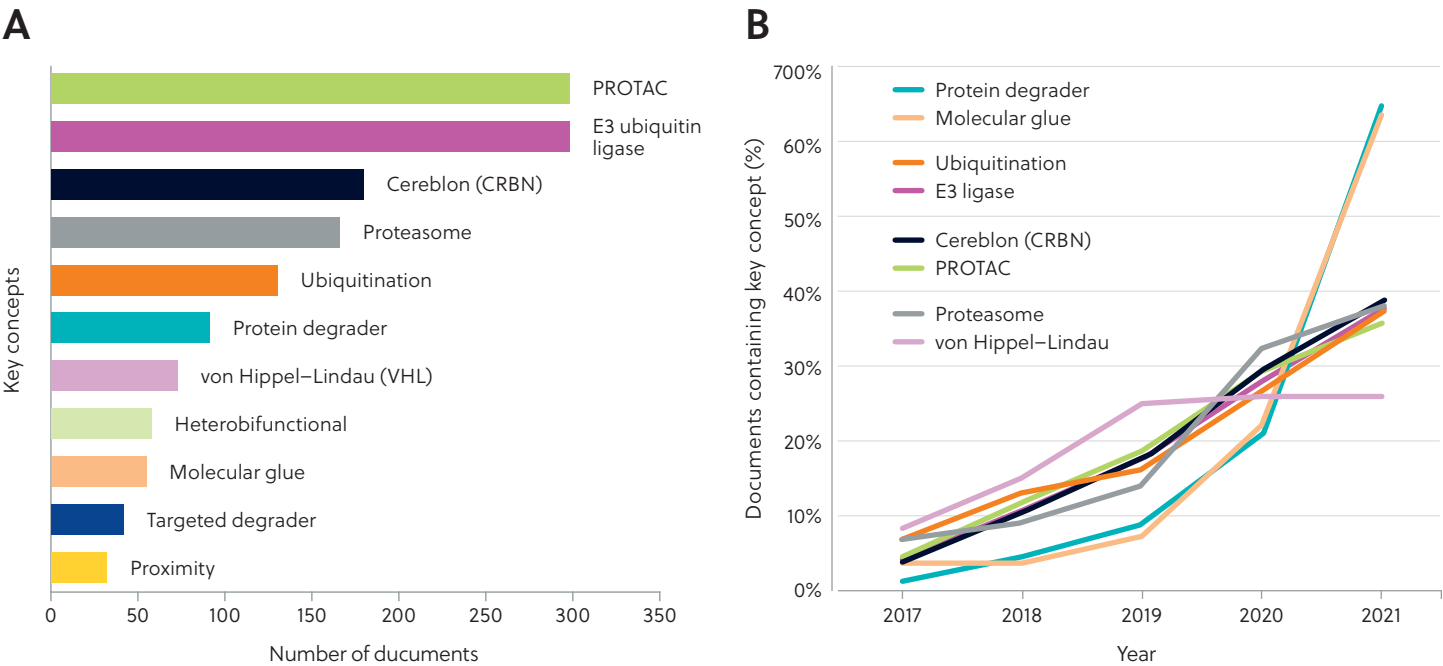 A
PROTAC
E3 ubiquitin
ligase
Cereblon (CRBN)
Proteasome
Ubiquitination
Protein degrader
von Hippel–Lindau (VHL)
Heterobifunctional
Molecular glue
Targeted degrader
Proximity
Key concepts
0 50 100 150 200 250 300 350
Number of ducuments
B
700%
60%
50%
40%
30%
20%
10%
0%
Documents containing key concept (%)
Protein degrader
Molecular glue
Ubiquitination
E3 ligase
Cereblon (CRBN)
PROTAC
Proteasome
von Hippel–Lindau
2017 2018 2019 2020 2021
Year